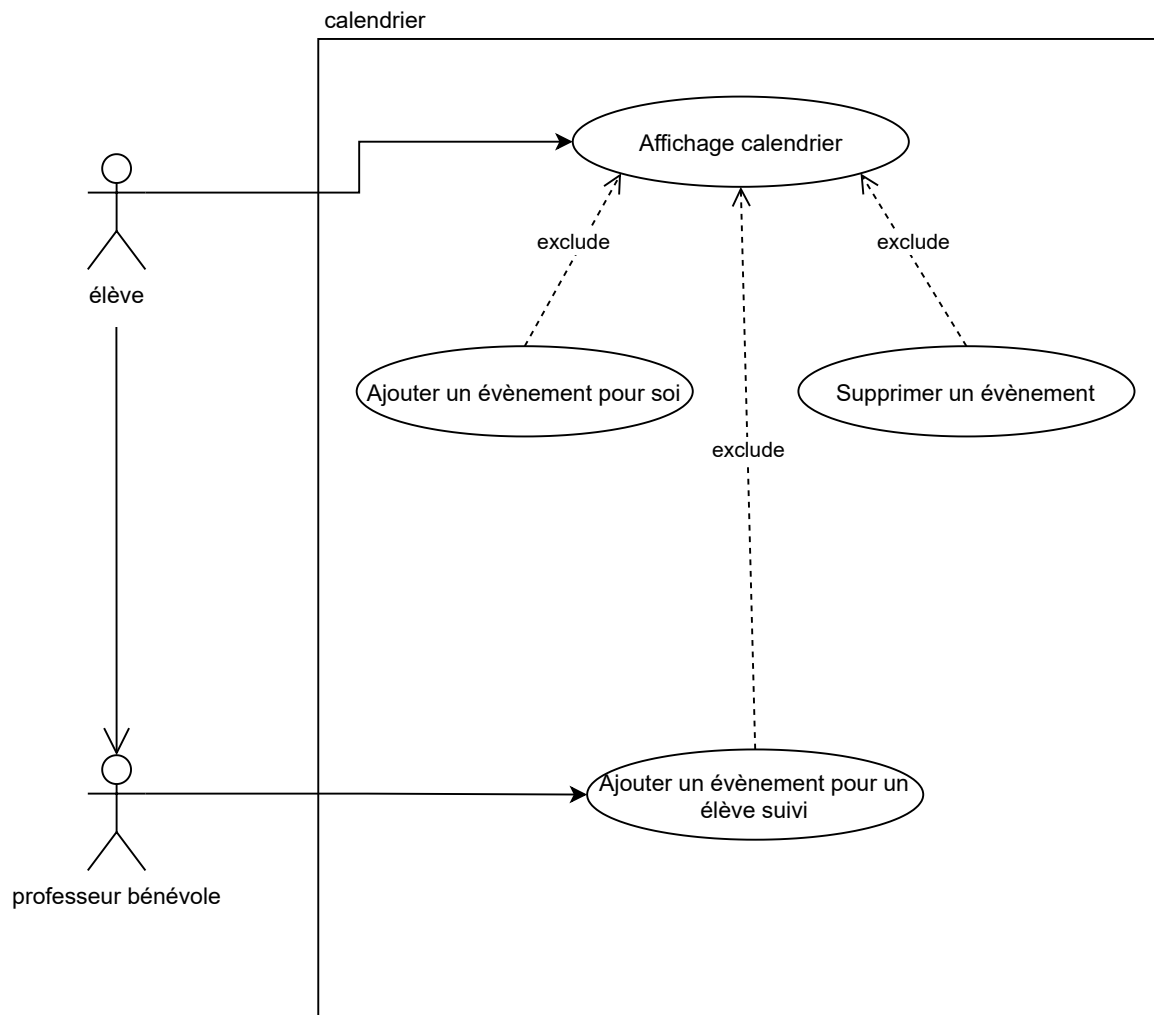 calendrier
Affichage calendrier
exclude
exclude
élève
Ajouter un évènement pour soi
Supprimer un évènement
exclude
Ajouter un évènement pour un
élève suivi
professeur bénévole